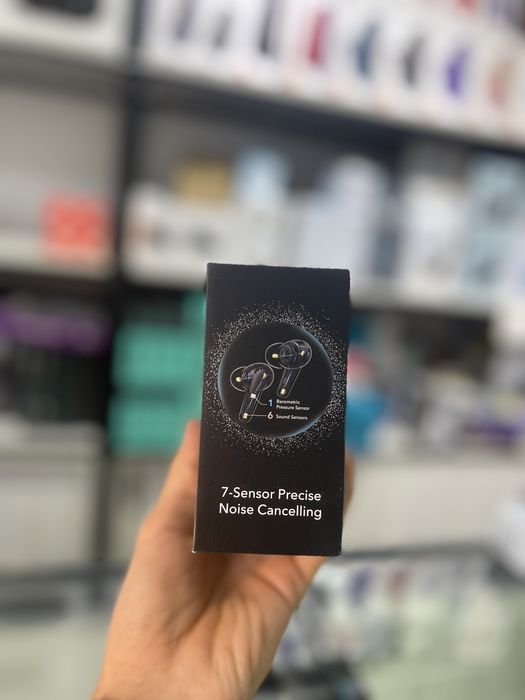 1 Barometric
Pressure Sensor
6 Sound Sensors
7-Sensor Precise
Noise Cancelling